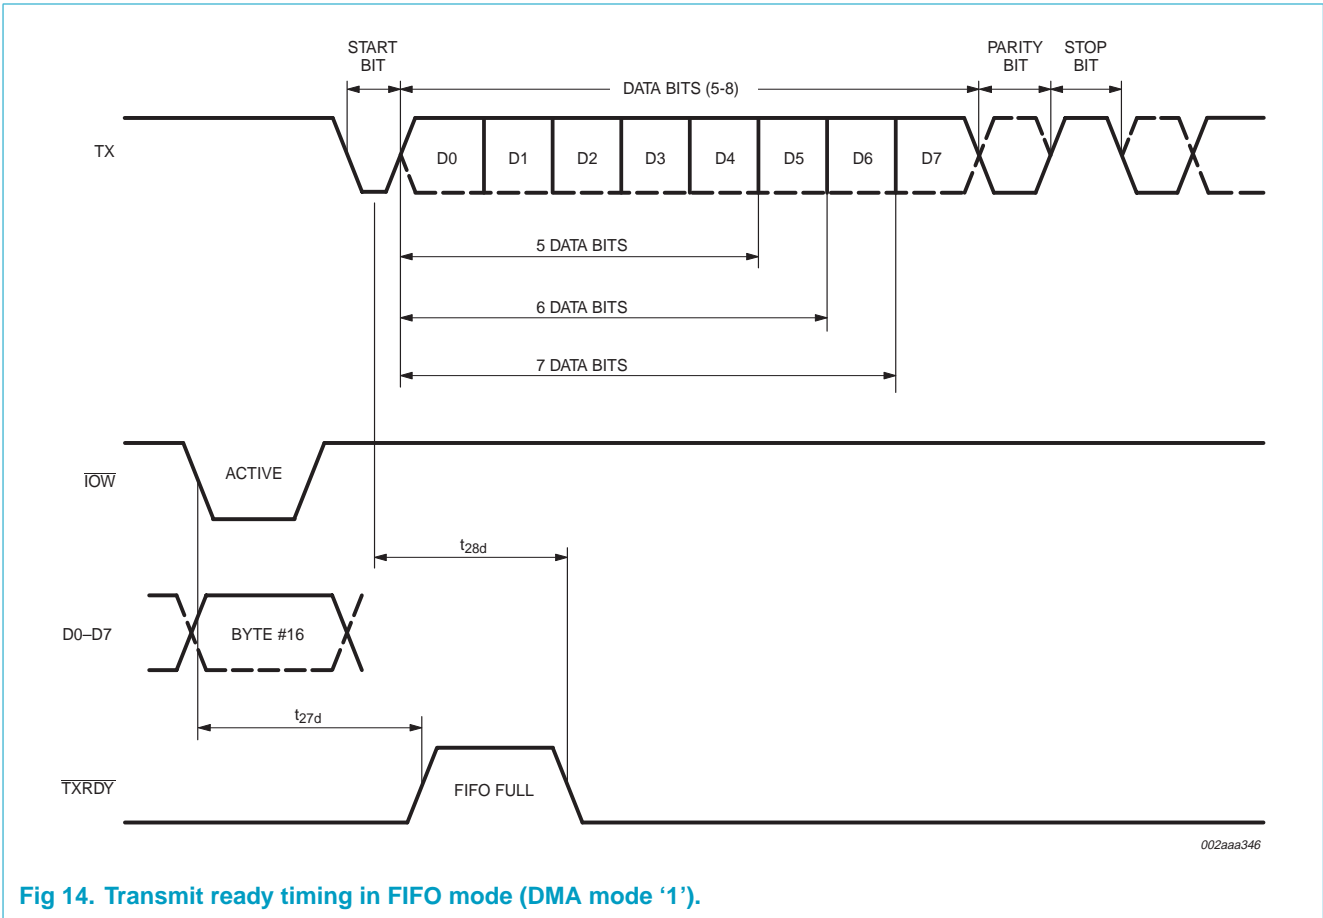 START
BIT
DATA BITS (5-8)
PARITY
BIT
STOP
BIT
TX
D0
D1
D2
D3
D4
D5
D6
D7
5 DATA BITS
6 DATA BITS
7 DATA BITS
IOW
ACTIVE
t28d
D0–D7
BYTE #16
t27d
TXRDY
FIFO FULL
002aaa346
Fig 14. Transmit ready timing in FIFO mode (DMA mode ‘1’).